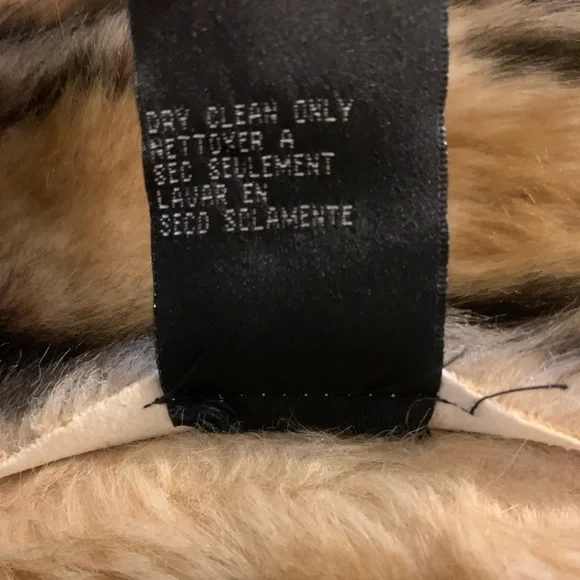 DRY CLEAN ONLY
NETTOYER A
SEC SEULEMENT
LAVAR EN
SECO SOLAMENTE